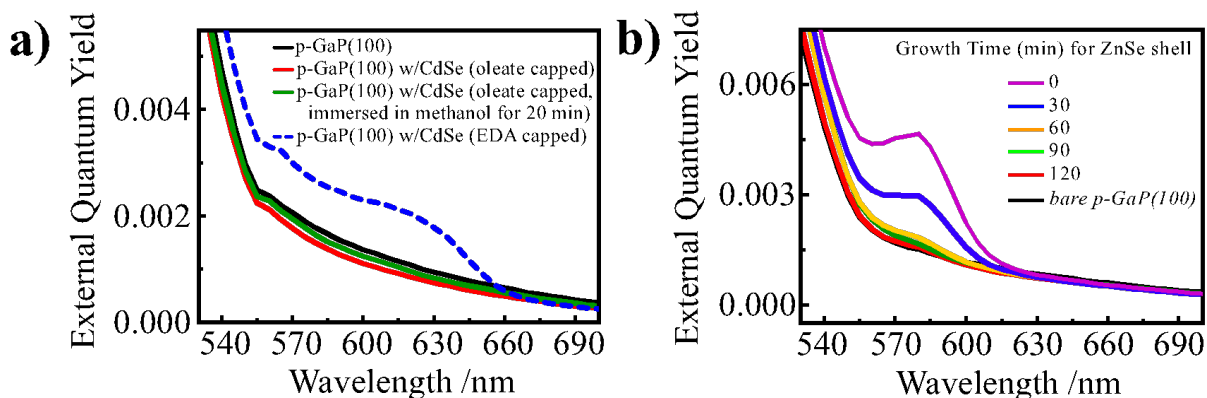 a)
External Quantum Yield
0.004
0.002
0.000
p-GaP(100)
p-GaP(100) w/CdSe (oleate capped)
p-GaP(100) w/CdSe (oleate capped,
immersed in methanol for 20 min)
p-GaP(100) w/CdSe (EDA capped)
540 570 600 630 660 690
Wavelength /nm
b)
External Quantum Yield
0.006
0.003
0.000
Growth Time (min) for ZnSe shell
0
30
60
90
120
bare p-GaP(100)
540 570 600 630 660 690
Wavelength /nm